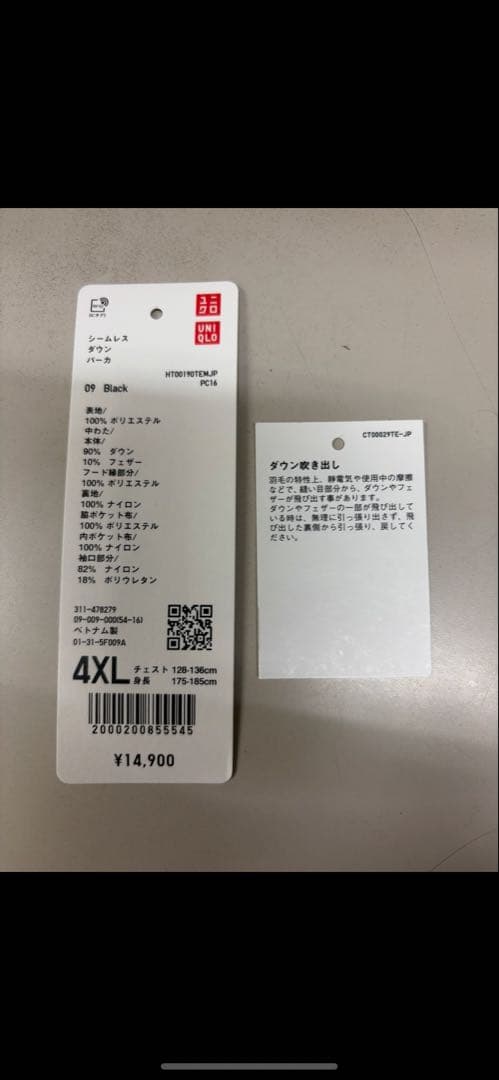 ユニ
クロ
UNI
QLO
シームレス
ダウン
パーカ
HT00190TEMJP
PC16
09 Black
表地/
100% ポリエステル
中わた/
本体/
90% ダウン
10% フェザー
フード縁部分/
100% ポリエステル
裏地/
100% ナイロン
脇ポケット布/
100% ポリエステル
内ポケット布/
100% ナイロン
袖口部分/
82% ナイロン
18% ポリウレタン
311-478279
09-009-000(54-16)
ベトナム製
01-31-5F009A
4XL チェスト 128-136cm
身長 175-185cm
2000200855545
¥14,900
CT00029TE-JP
ダウン吹き出し
羽毛の特性上、静電気や使用中の摩擦
などで、縫い目部分から、ダウンやフェ
ザーが飛び出す事があります。
ダウンやフェザーの一部が飛び出して
いる時は、無理に引っ張り出さず、飛
び出した裏側から引っ張り、戻してく
ださい。